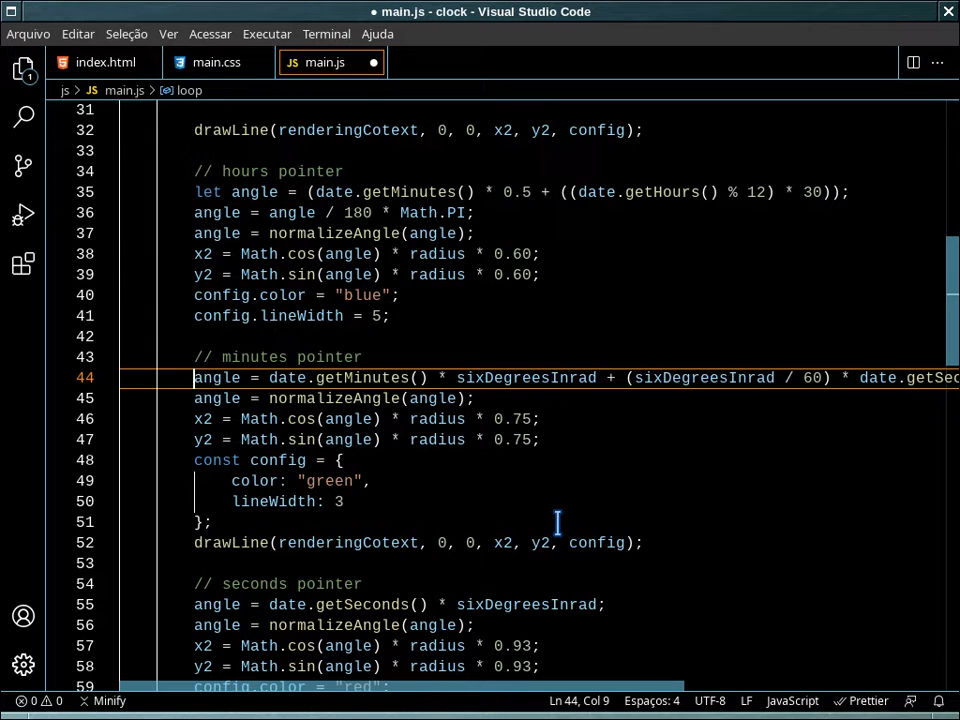 ● main.js - clock - Visual Studio Code
Arquivo Editar Seleção Ver Acessar Executar Terminal Ajuda
index.html main.css JS main.js ●
js > JS main.js > loop
31
32 drawLine(renderingCotext, 0, 0, x2, y2, config);
33
34 // hours pointer
35 let angle = (date.getMinutes() * 0.5 + ((date.getHours() % 12) * 30));
36 angle = angle / 180 * Math.PI;
37 angle = normalizeAngle(angle);
38 x2 = Math.cos(angle) * radius * 0.60;
39 y2 = Math.sin(angle) * radius * 0.60;
40 config.color = "blue";
41 config.lineWidth = 5;
42
43 // minutes pointer
44 angle = date.getMinutes() * sixDegreesInrad + (sixDegreesInrad / 60) * date.getSec
45 angle = normalizeAngle(angle);
46 x2 = Math.cos(angle) * radius * 0.75;
47 y2 = Math.sin(angle) * radius * 0.75;
48 const config = {
49 color: "green",
50 lineWidth: 3
51 };
52 drawLine(renderingCotext, 0, 0, x2, y2, config);
53
54 // seconds pointer
55 angle = date.getSeconds() * sixDegreesInrad;
56 angle = normalizeAngle(angle);
57 x2 = Math.cos(angle) * radius * 0.93;
58 y2 = Math.sin(angle) * radius * 0.93;
59 config.color = "red";
1
0 0 Minify Ln 44, Col 9 Espaços: 4 UTF-8 LF JavaScript Prettier